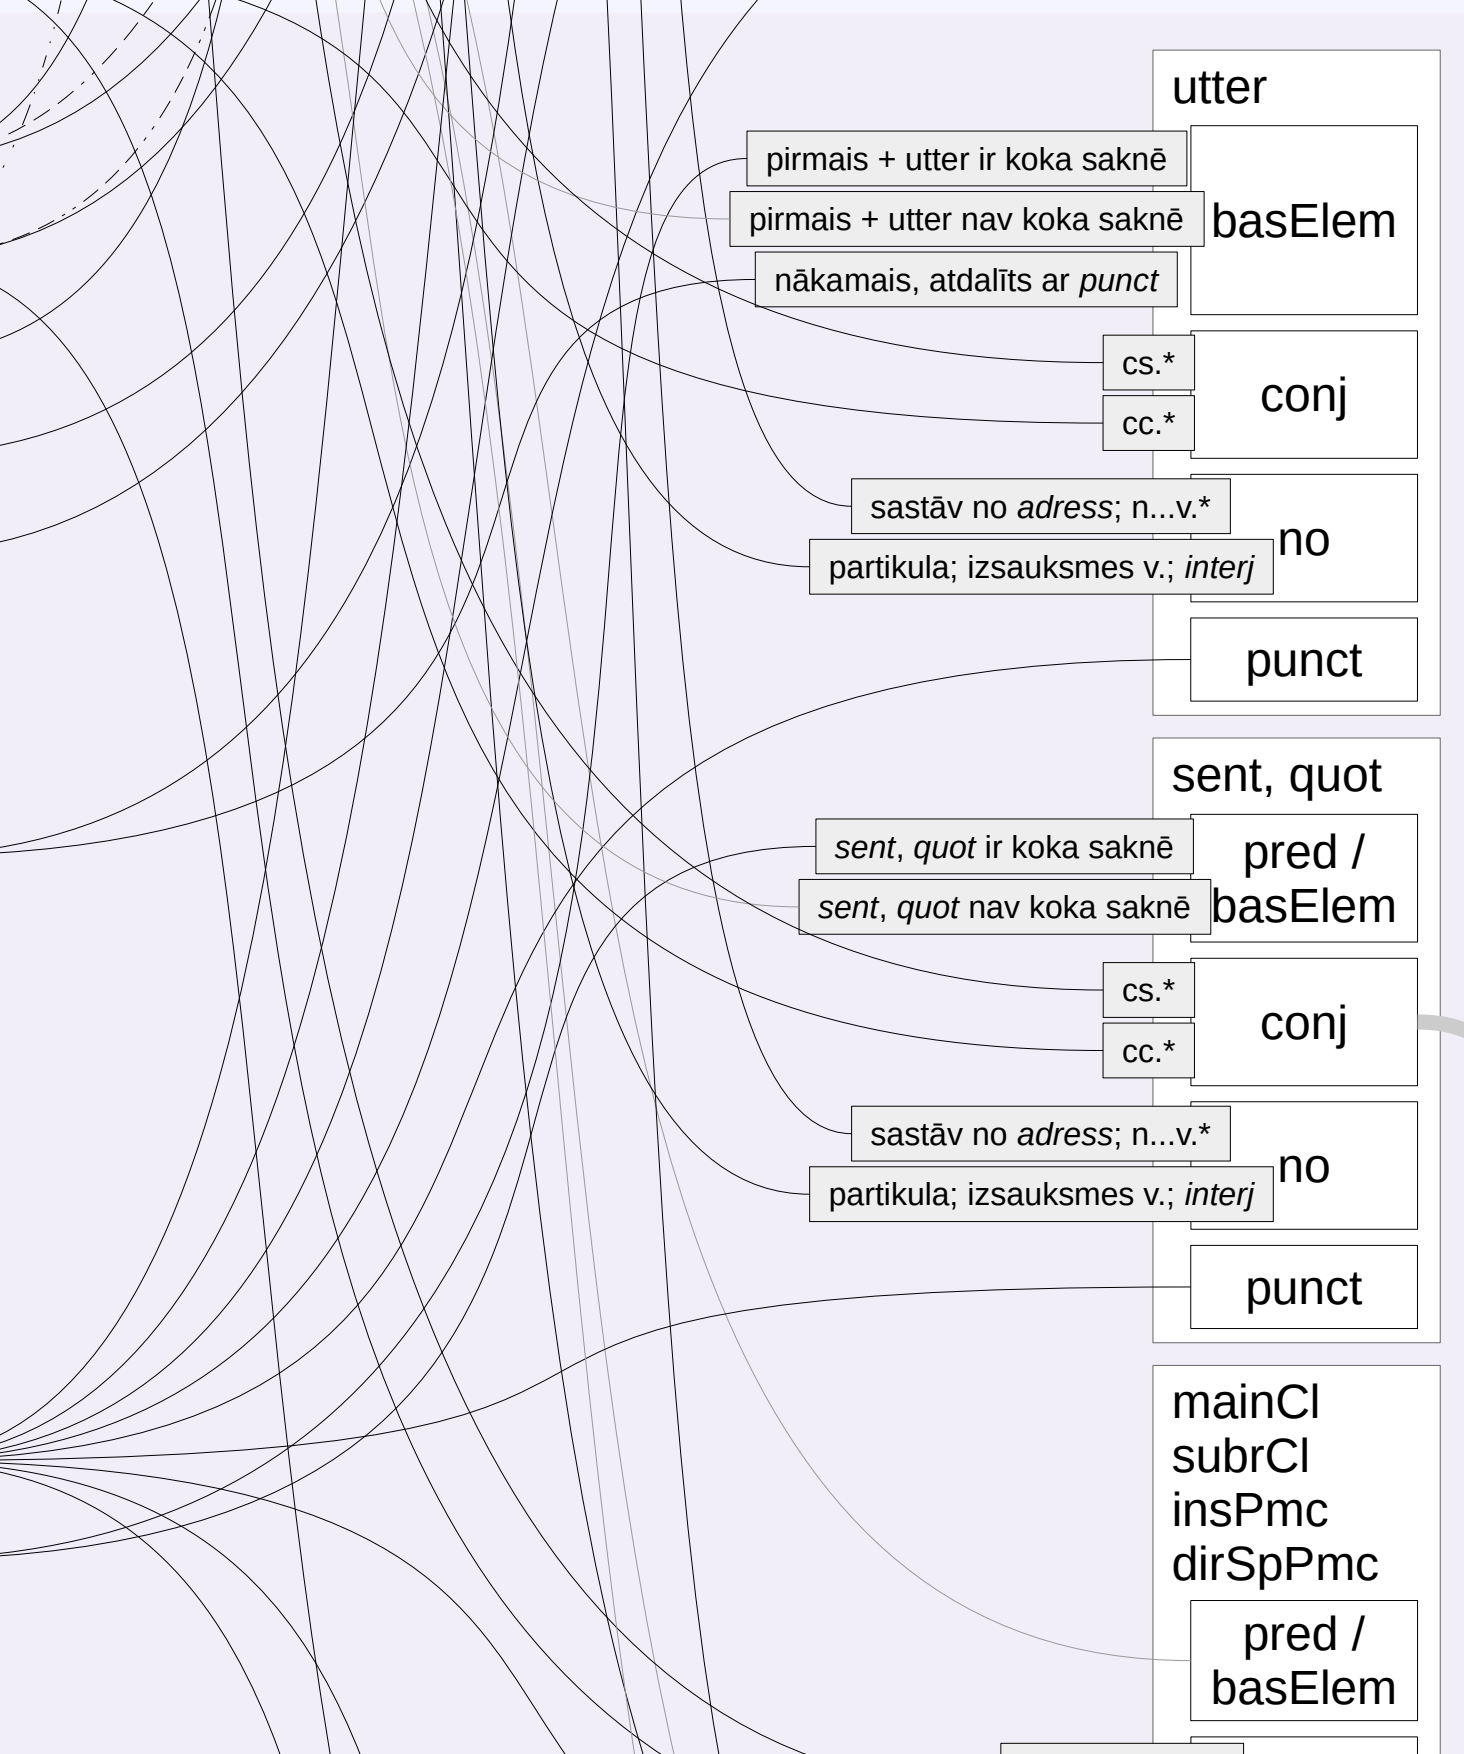 utter
pirmais + utter ir koka saknē
pirmais + utter nav koka saknē
basElem
nākamais, atdalīts ar punct
cs.*
conj
cc.*
sastāv no adress; n...v.*
no
partikula; izsauksmes v.; interj
punct
sent, quot
sent, quot ir koka saknē
pred /
sent, quot nav koka saknē
basElem
cs.*
conj
cc.*
sastāv no adress; n...v.*
no
partikula; izsauksmes v.; interj
punct
mainCl
subrCl
insPmc
dirSpPmc
pred /
basElem